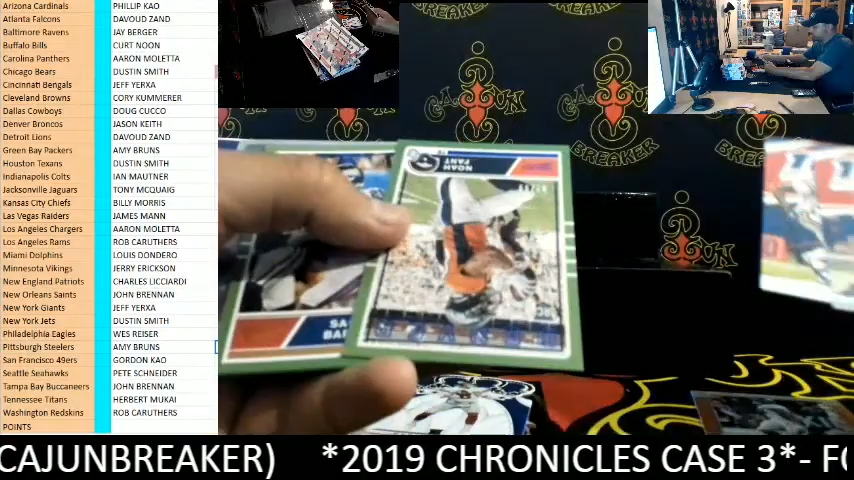 Arizona Cardinals PHILLIP KAO
Atlanta Falcons DAVOUD ZAND
Baltimore Ravens JAY BERGER
Buffalo Bills CURT NOON
Carolina Panthers AARON MOLETTA
Chicago Bears DUSTIN SMITH
Cincinnati Bengals JEFF YERXA
Cleveland Browns CORY KUMMERER
Dallas Cowboys DOUG CUCCO
Denver Broncos JASON KEITH
Detroit Lions DAVOUD ZAND
Green Bay Packers AMY BRUNS
Houston Texans DUSTIN SMITH
Indianapolis Colts IAN MAUTNER
Jacksonville Jaguars TONY MCQUAIG
Kansas City Chiefs BILLY MORRIS
Las Vegas Raiders JAMES MANN
Los Angeles Chargers AARON MOLETTA
Los Angeles Rams ROB CARUTHERS
Miami Dolphins LOUIS DONDERO
Minnesota Vikings JERRY ERICKSON
New England Patriots CHARLES LICCIARDI
New Orleans Saints JOHN BRENNAN
New York Giants JEFF YERXA
New York Jets DUSTIN SMITH
Philadelphia Eagles WES REISER
Pittsburgh Steelers AMY BRUNS
San Francisco 49ers GORDON KAO
Seattle Seahawks PETE SCHNEIDER
Tampa Bay Buccaneers JOHN BRENNAN
Tennessee Titans HERBERT MUKAI
Washington Redskins ROB CARUTHERS
POINTS
BREAKER
BREAKER
CAJUN
BREAKER
NOAH
FANT
SA
BA
CAJUNBREAKER) *2019 CHRONICLES CASE 3*- FO